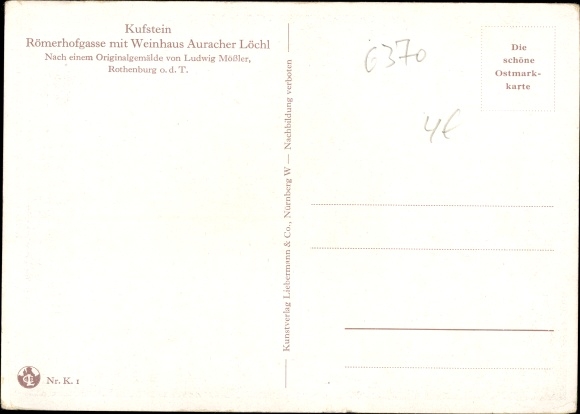 Kufstein
Römerhofgasse mit Weinhaus Auracher Löchl
Nach einem Originalgemälde von Ludwig Mößler,
Rothenburg o. d. T.
Nr. K. 1
Kunstverlag Liebermann & Co., Nürnberg W — Nachbildung verboten
6370
4€
Die
schöne
Ostmark-
karte